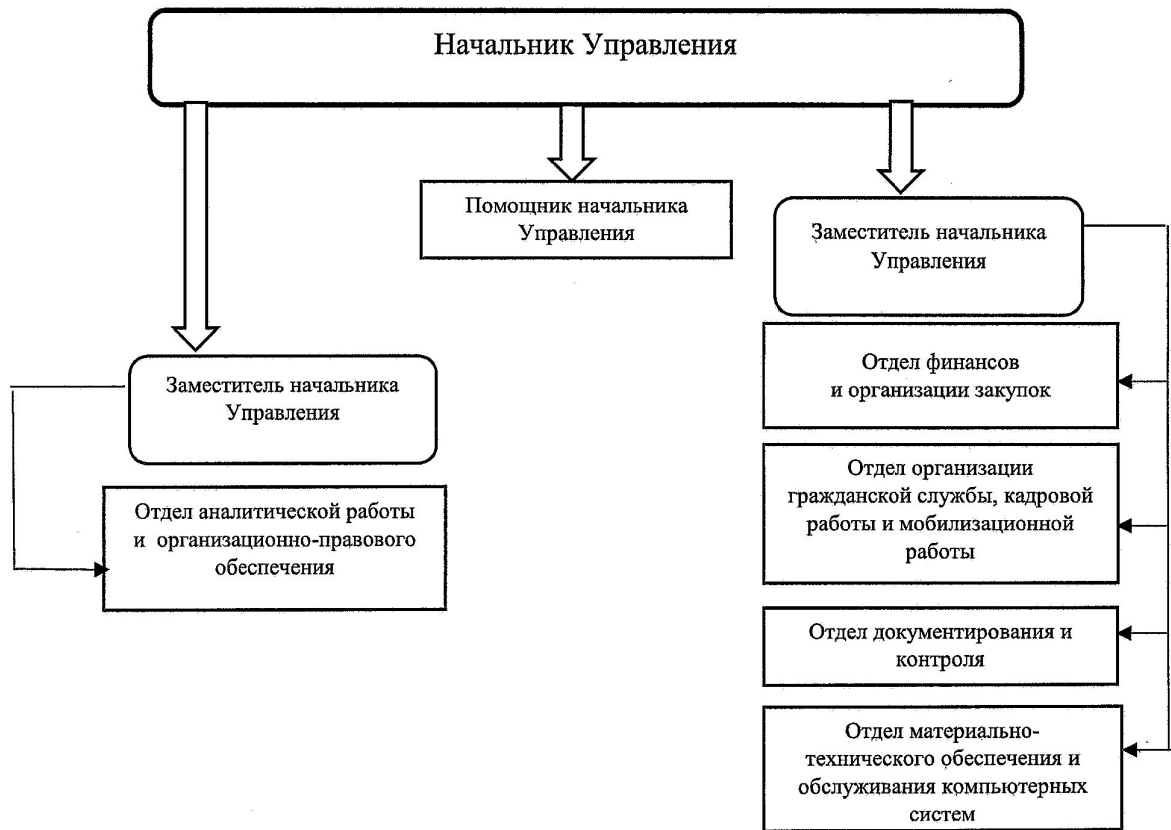 Начальник Управления
Помощник начальника
Управления
Заместитель начальника
Управления
Отдел финансов
и организации закупок
Заместитель начальника
Управления
Отдел организации
гражданской службы, кадровой
работы и мобилизационной
работы
Отдел аналитической работы
и организационно-правового
обеспечения
Отдел документирования и
контроля
Отдел материально-
технического обеспечения и
обслуживания компьютерных
систем